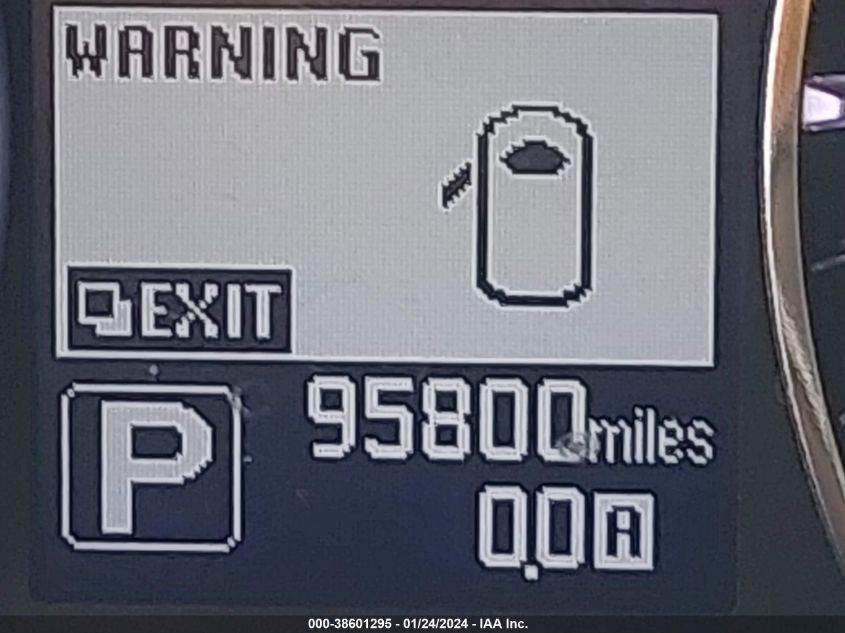 WARNING
EXIT
P
95800 miles
0.0 A
000-38601295 - 01/24/2024 - IAA Inc.